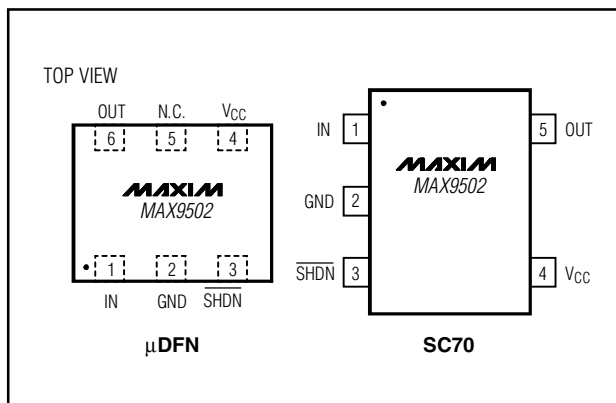 TOP VIEW
OUT N.C. VCC
6 5 4
MAXIM
MAX9502
1 2 3
IN GND SHDN
µDFN
IN 1
5 OUT
MAXIM
MAX9502
GND 2
SHDN 3
4 VCC
SC70